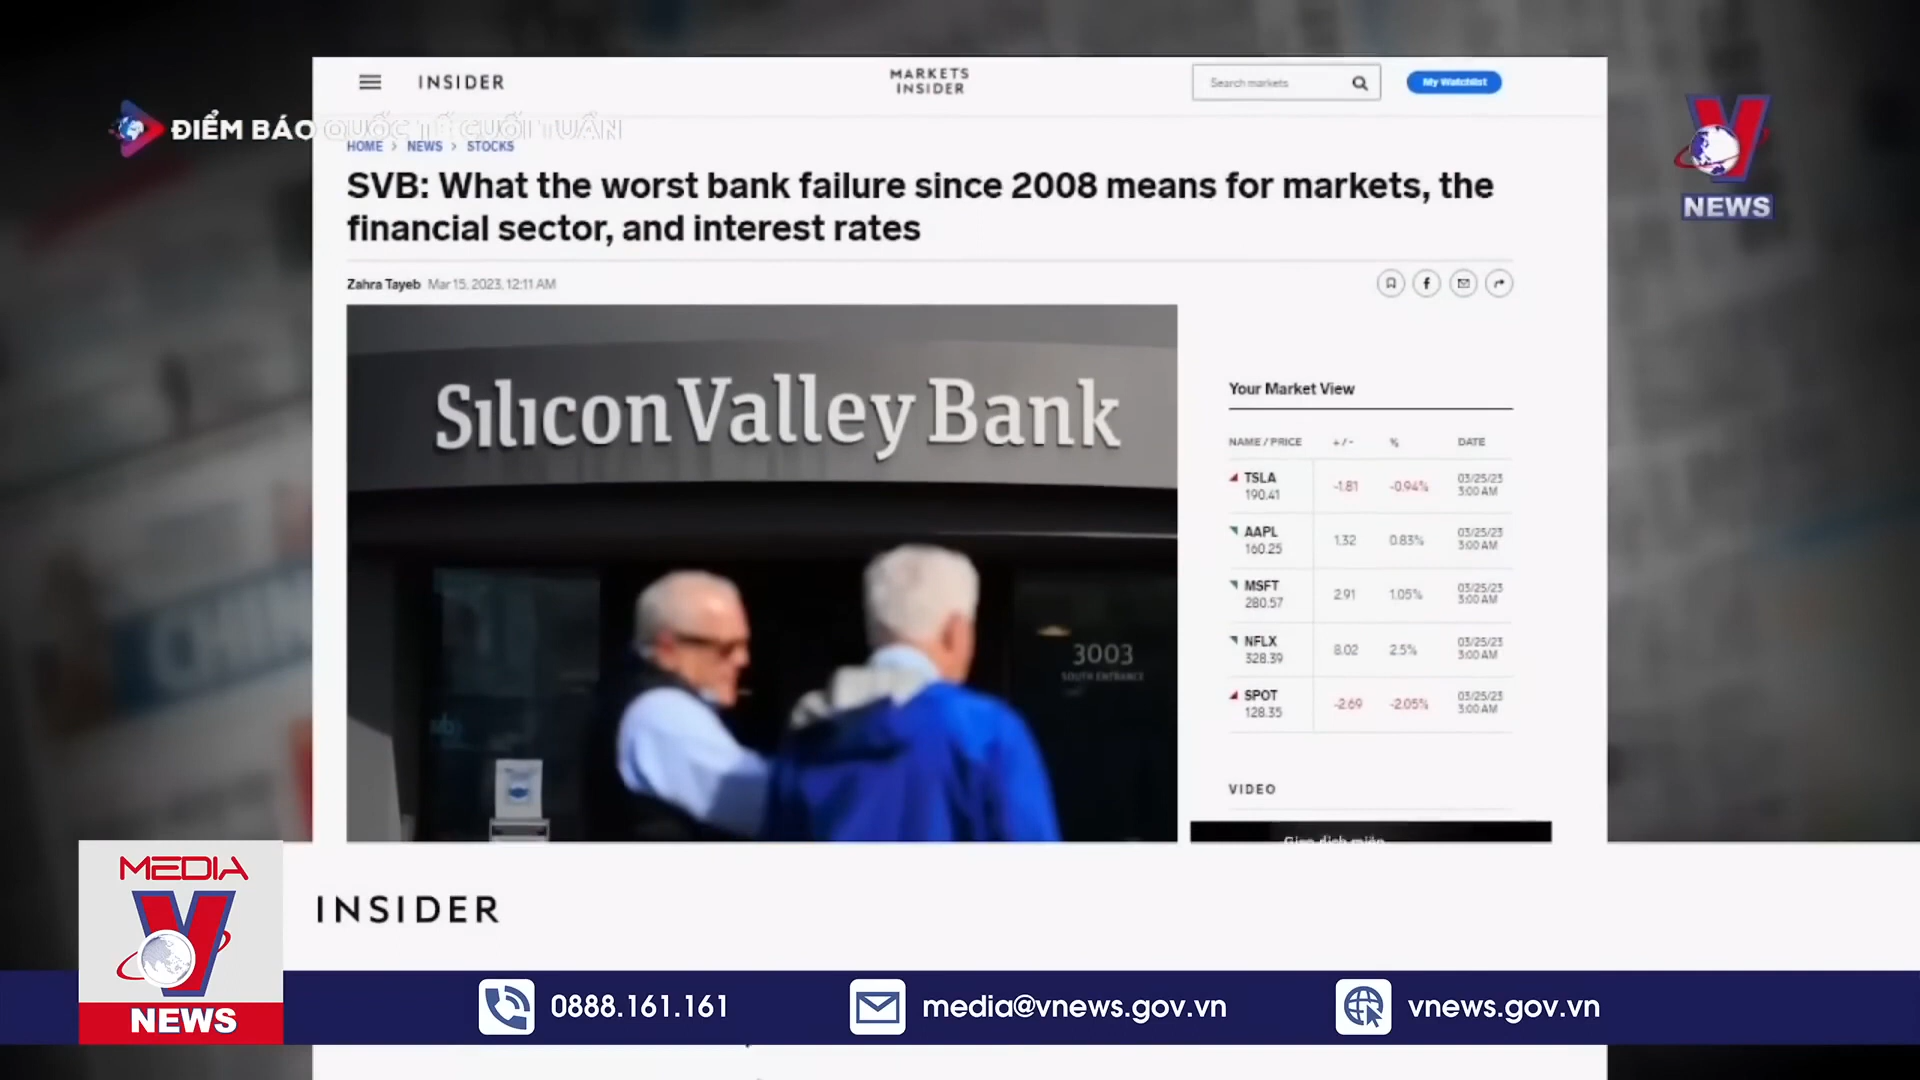 INSIDER
MARKETS
INSIDER
Search markets
My Watchlist
ĐIỂM BÁO QUỐC TẾ CUỐI TUẦN
HOME > NEWS > STOCKS
NEWS
SVB: What the worst bank failure since 2008 means for markets, the
financial sector, and interest rates
Zahra Tayeb Mar 15, 2023, 12:11 AM
Silicon Valley Bank
3003
SOUTH ENTRANCE
Your Market View
NAME / PRICE +/- % DATE
TSLA
190.41 -1.81 -0.94% 03/25/23
3:00 AM
AAPL
160.25 1.32 0.83% 03/25/23
3:00 AM
MSFT
280.57 2.91 1.05% 03/25/23
3:00 AM
NFLX
328.39 8.02 2.5% 03/25/23
3:00 AM
SPOT
128.35 -2.69 -2.05% 03/25/23
3:00 AM
VIDEO
MEDIA
NEWS
INSIDER
0888.161.161
media@vnews.gov.vn
vnews.gov.vn